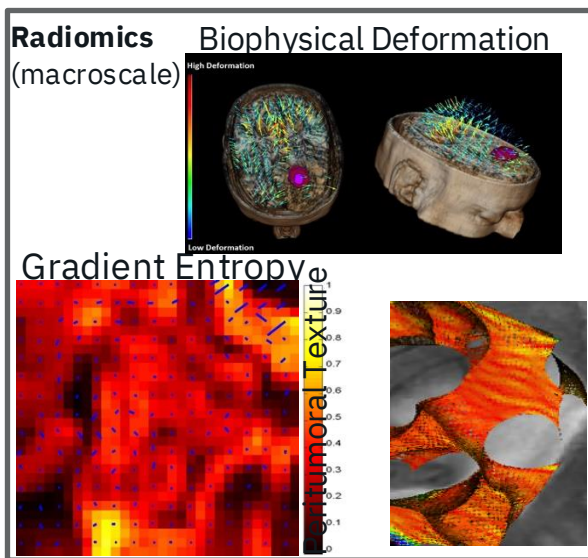 Radiomics
(macroscale)
Biophysical Deformation
High Deformation
Low Deformation
Gradient Entropy
Peritumoral Texture
1
0.9
0.8
0.7
0.6
0.5
0.4
0.3
0.2
0.1
0